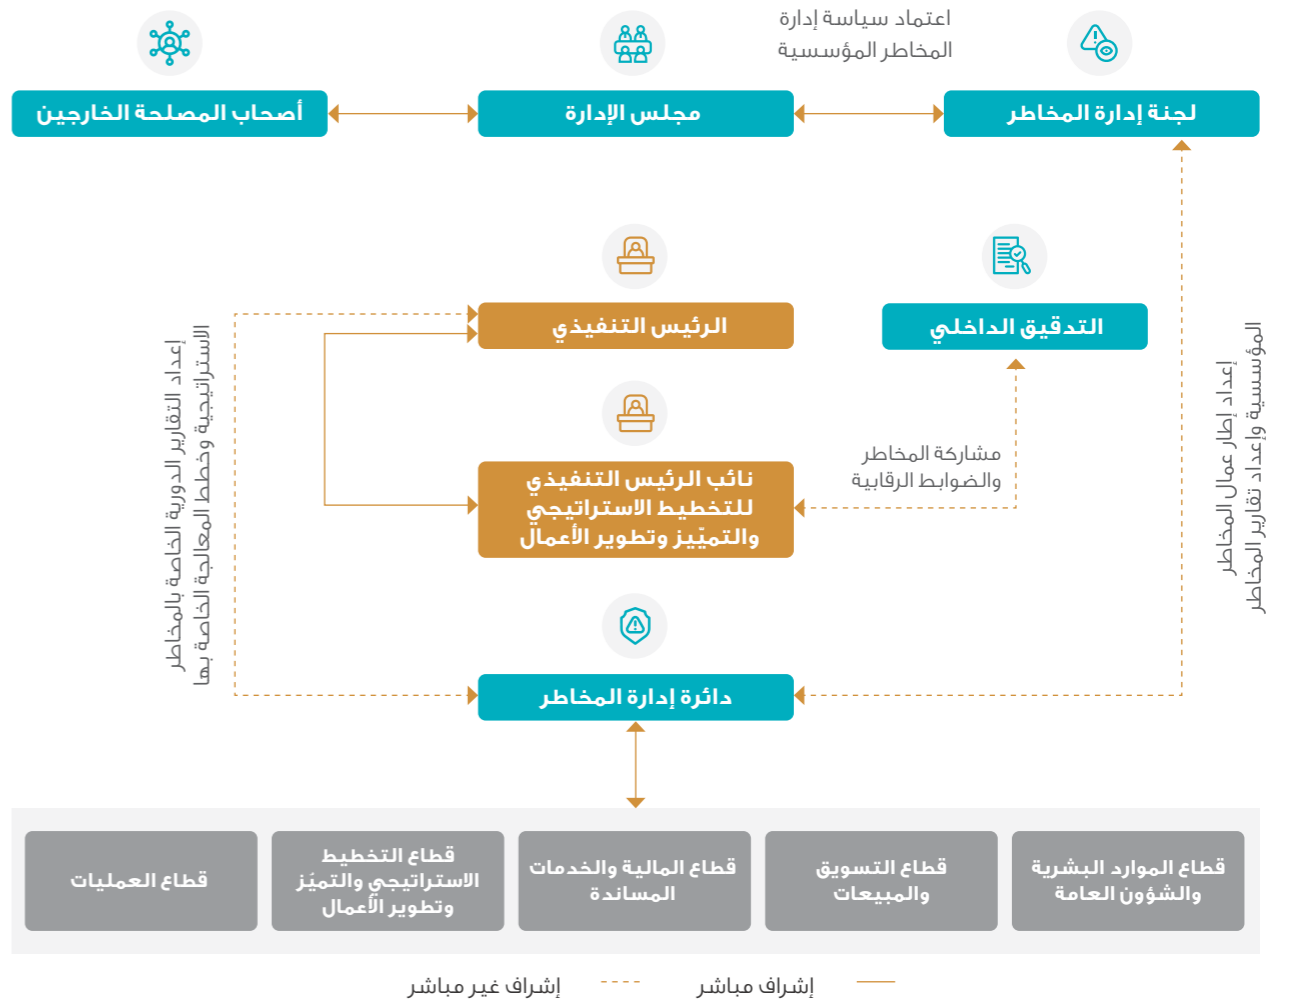 اعتماد سياسة إدارة
المخاطر المؤسسية
لجنة إدارة المخاطر
مجلس الإدارة
أصحاب المصلحة الخارجين
التدقيق الداخلي
الرئيس التنفيذي
نائب الرئيس التنفيذي
للتخطيط الاستراتيجي
والتميّيز وتطوير الأعمال
مشاركة المخاطر
والضوابط الرقابية
إعداد إطار عمال المخاطر
المؤسسية وإعداد تقارير المخاطر
إعداد التقارير الدورية الخاصة بالمخاطر
الاستراتيجية وخطط المعالجة الخاصة بها
دائرة إدارة المخاطر
قطاع الموارد البشرية
والشؤون العامة
قطاع التسويق
والمبيعات
قطاع المالية والخدمات
المساندة
قطاع التخطيط
الاستراتيجي والتميّز
وتطوير الأعمال
قطاع العمليات
إشراف مباشر
إشراف غير مباشر